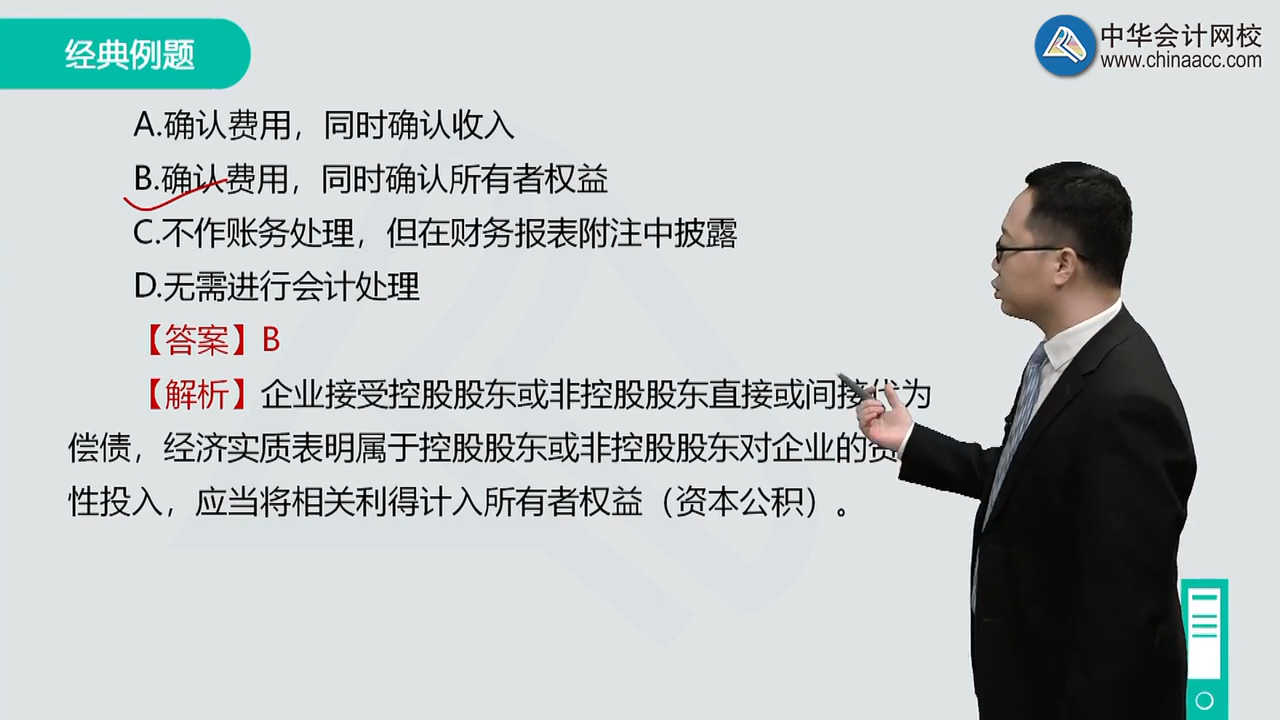 经典例题
中华会计网校
www.chinaacc.com
A.确认费用，同时确认收入
B.确认费用，同时确认所有者权益
C.不作账务处理，但在财务报表附注中披露
D.无需进行会计处理
【答案】B
【解析】企业接受控股股东或非控股股东直接或间接代为
偿债，经济实质表明属于控股股东或非控股股东对企业的资
性投入，应当将相关利得计入所有者权益（资本公积）。